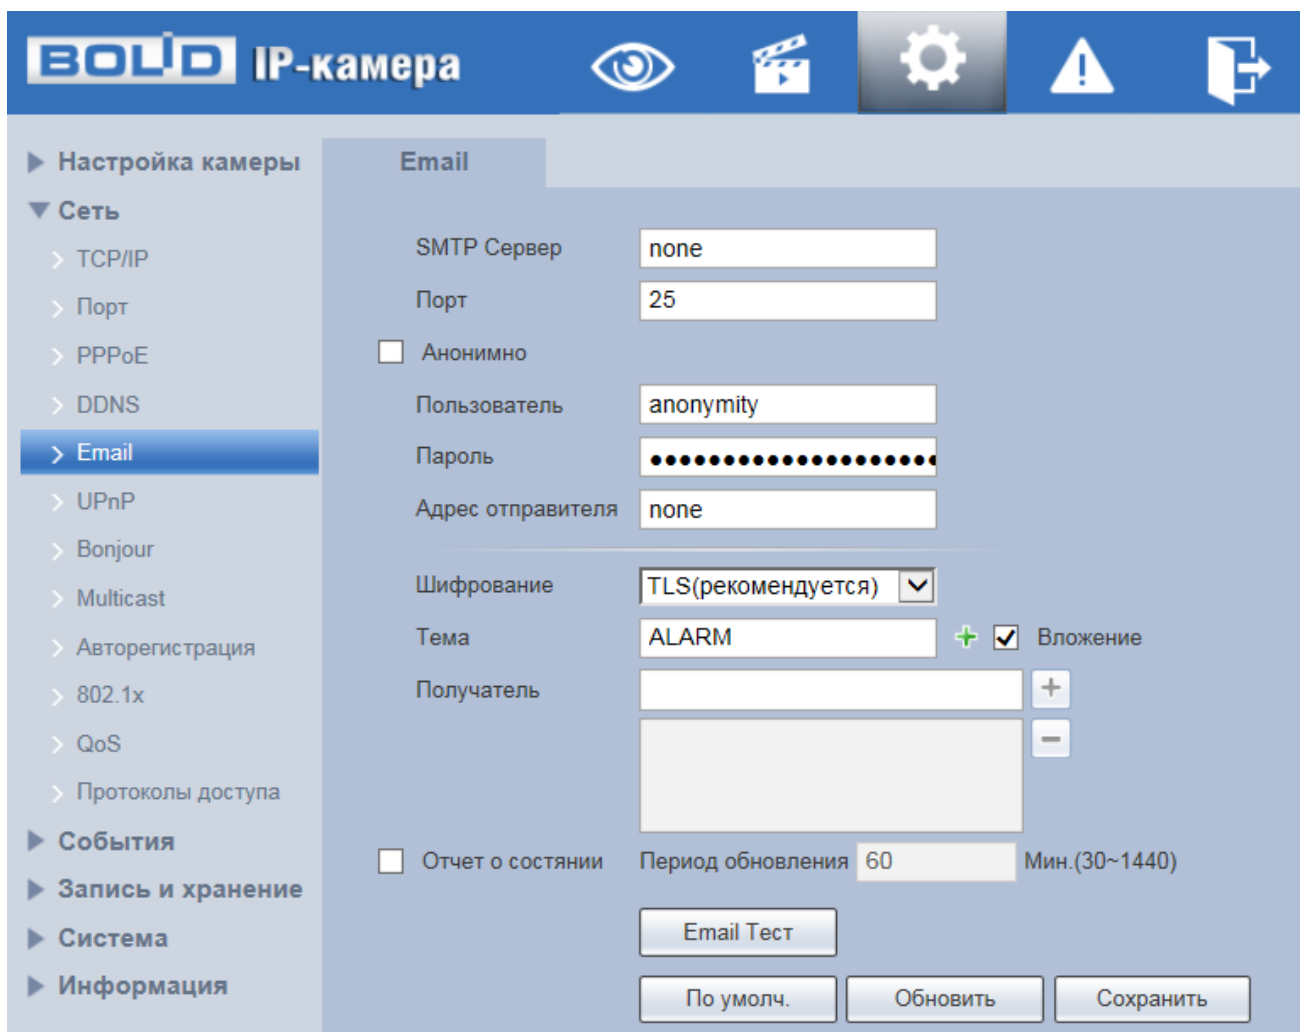 BOLID IP-камера
Настройка камеры
Сеть
TCP/IP
Порт
PPPoE
DDNS
Email
UPnP
Bonjour
Multicast
Авторегистрация
802.1x
QoS
Протоколы доступа
События
Запись и хранение
Система
Информация
Email
SMTP Сервер none
Порт 25
Анонимно
Пользователь anonymity
Пароль ●●●●●●●●●●●●●●●●●●●●
Адрес отправителя none
Шифрование TLS(рекомендуется)
Тема ALARM Вложение
Получатель
Отчет о состянии Период обновления 60 Мин.(30~1440)
Email Тест
По умолч. Обновить Сохранить